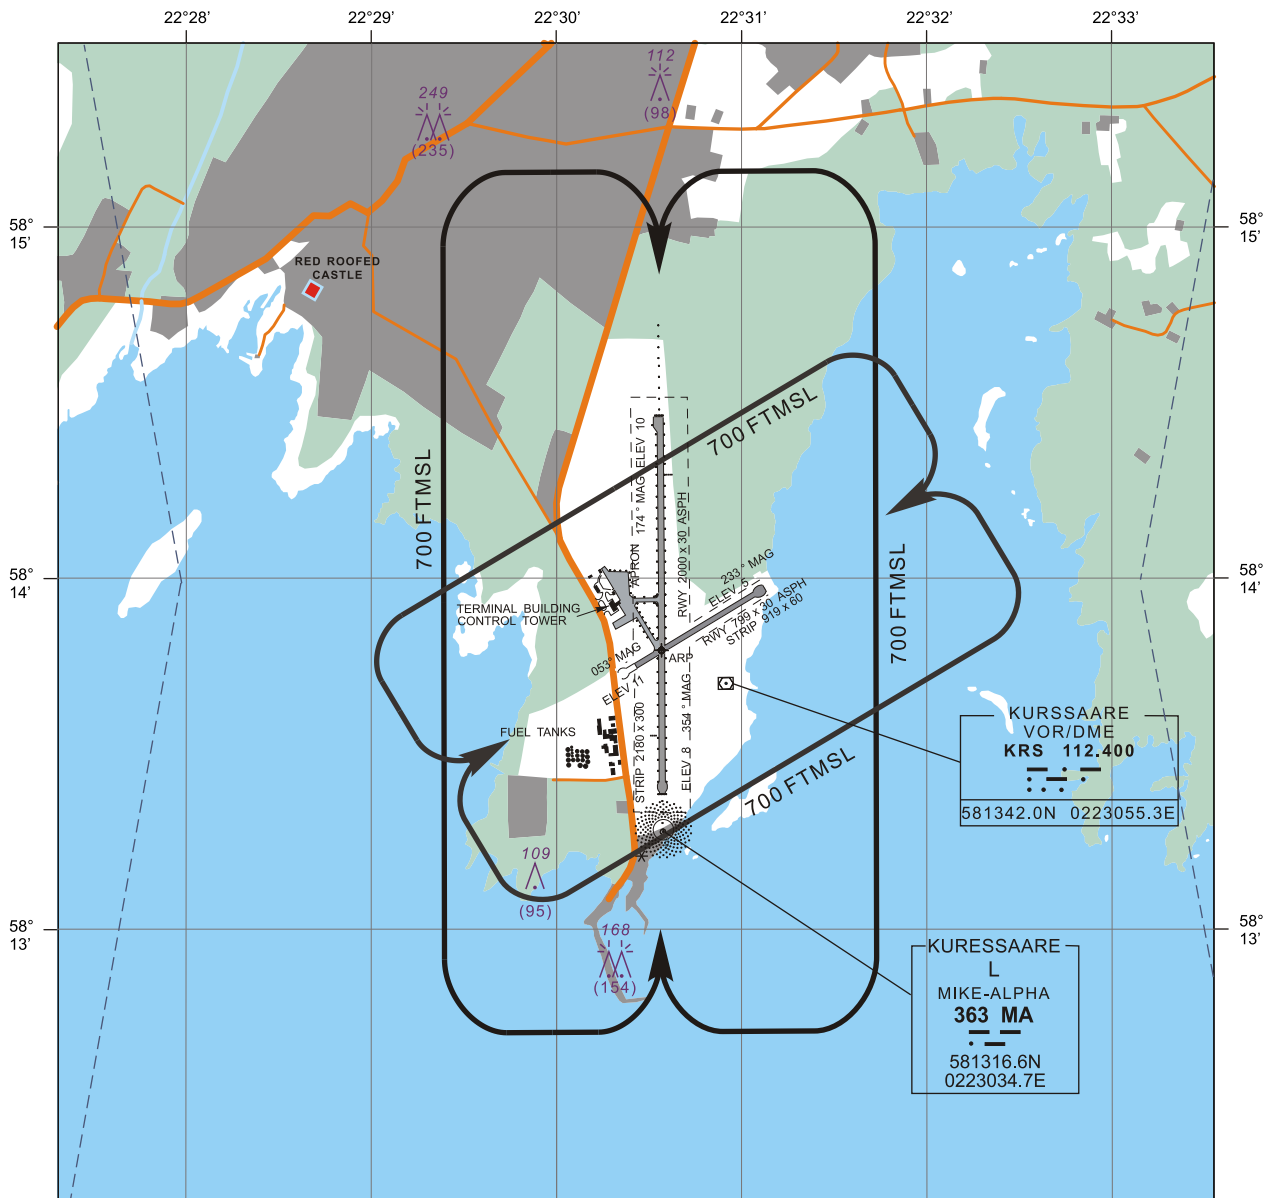 22°28' 22°29' 22°30' 22°31' 22°32' 22°33'
112
(98)
249
(235)
58°
15'
58°
15'
RED ROOFED
CASTLE
700 FTMSL
700 FTMSL
174° MAG ELEV 10
RWY 2000 x 30 ASPH
APRON
58°
14'
58°
14'
233° MAG
ELEV 5
RWY 799 x 30 ASPH
STRIP 919 x 60
700 FTMSL
TERMINAL BUILDING
CONTROL TOWER
ARP
053° MAG
ELEV 11
FUEL TANKS
STRIP 2180 x 300
ELEV 8 354° MAG
700 FTMSL
KURSSAARE
VOR/DME
KRS 112.400
581342.0N 0223055.3E
109
(95)
58°
13'
58°
13'
168
(154)
KURESSAARE
L
MIKE-ALPHA
363 MA
581316.6N
0223034.7E